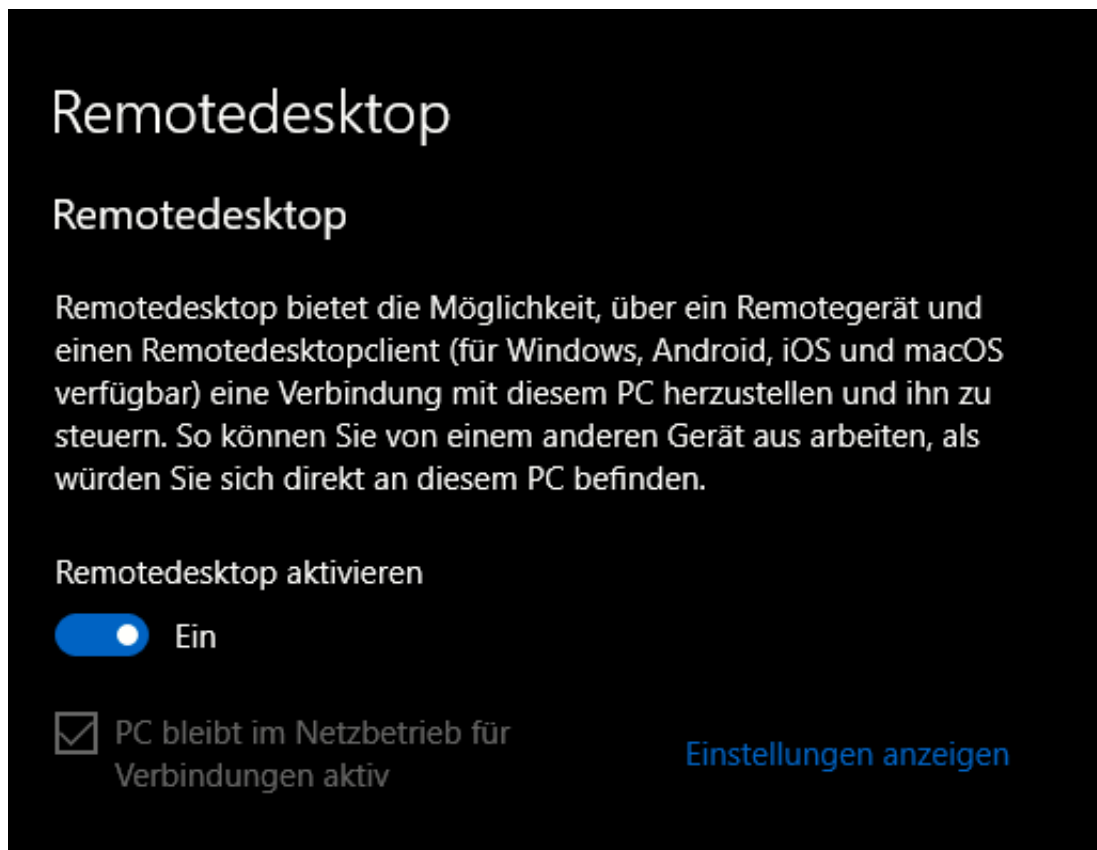 Remotedesktop
Remotedesktop
Remotedesktop bietet die Möglichkeit, über ein Remotegerät und
einen Remotedesktopclient (für Windows, Android, iOS und macOS
verfügbar) eine Verbindung mit diesem PC herzustellen und ihn zu
steuern. So können Sie von einem anderen Gerät aus arbeiten, als
würden Sie sich direkt an diesem PC befinden.
Remotedesktop aktivieren
Ein
PC bleibt im Netzbetrieb für
Verbindungen aktiv
Einstellungen anzeigen